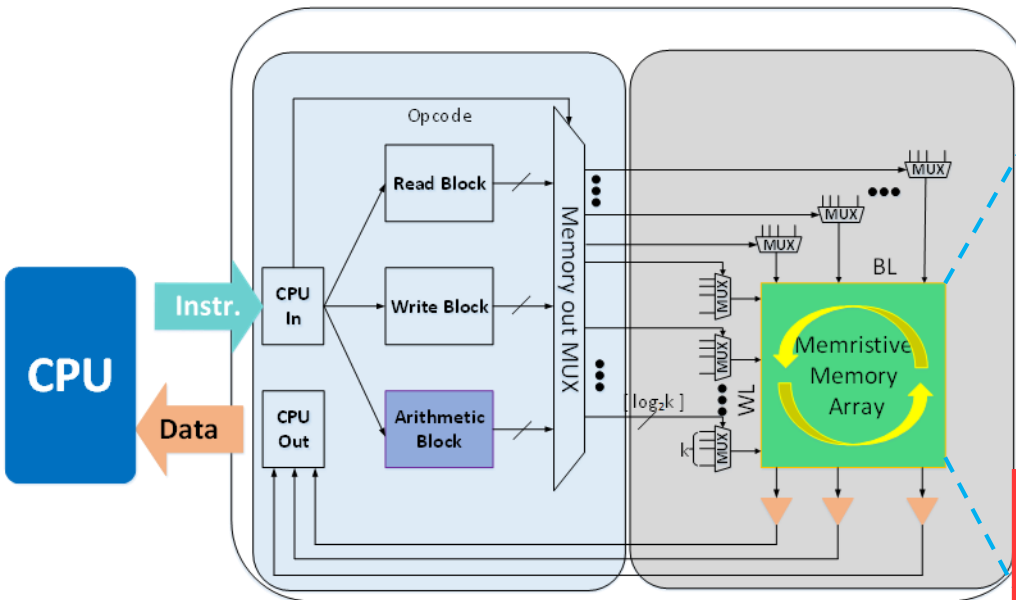 CPU
Instr.
Data
CPU
In
CPU
Out
Opcode
Read Block
Write Block
Arithmetic
Block
Memory out MUX
MUX
MUX
MUX
BL
MUX
MUX
MUX
WL
[ log₂k ]
k
Memristive
Memory
Array